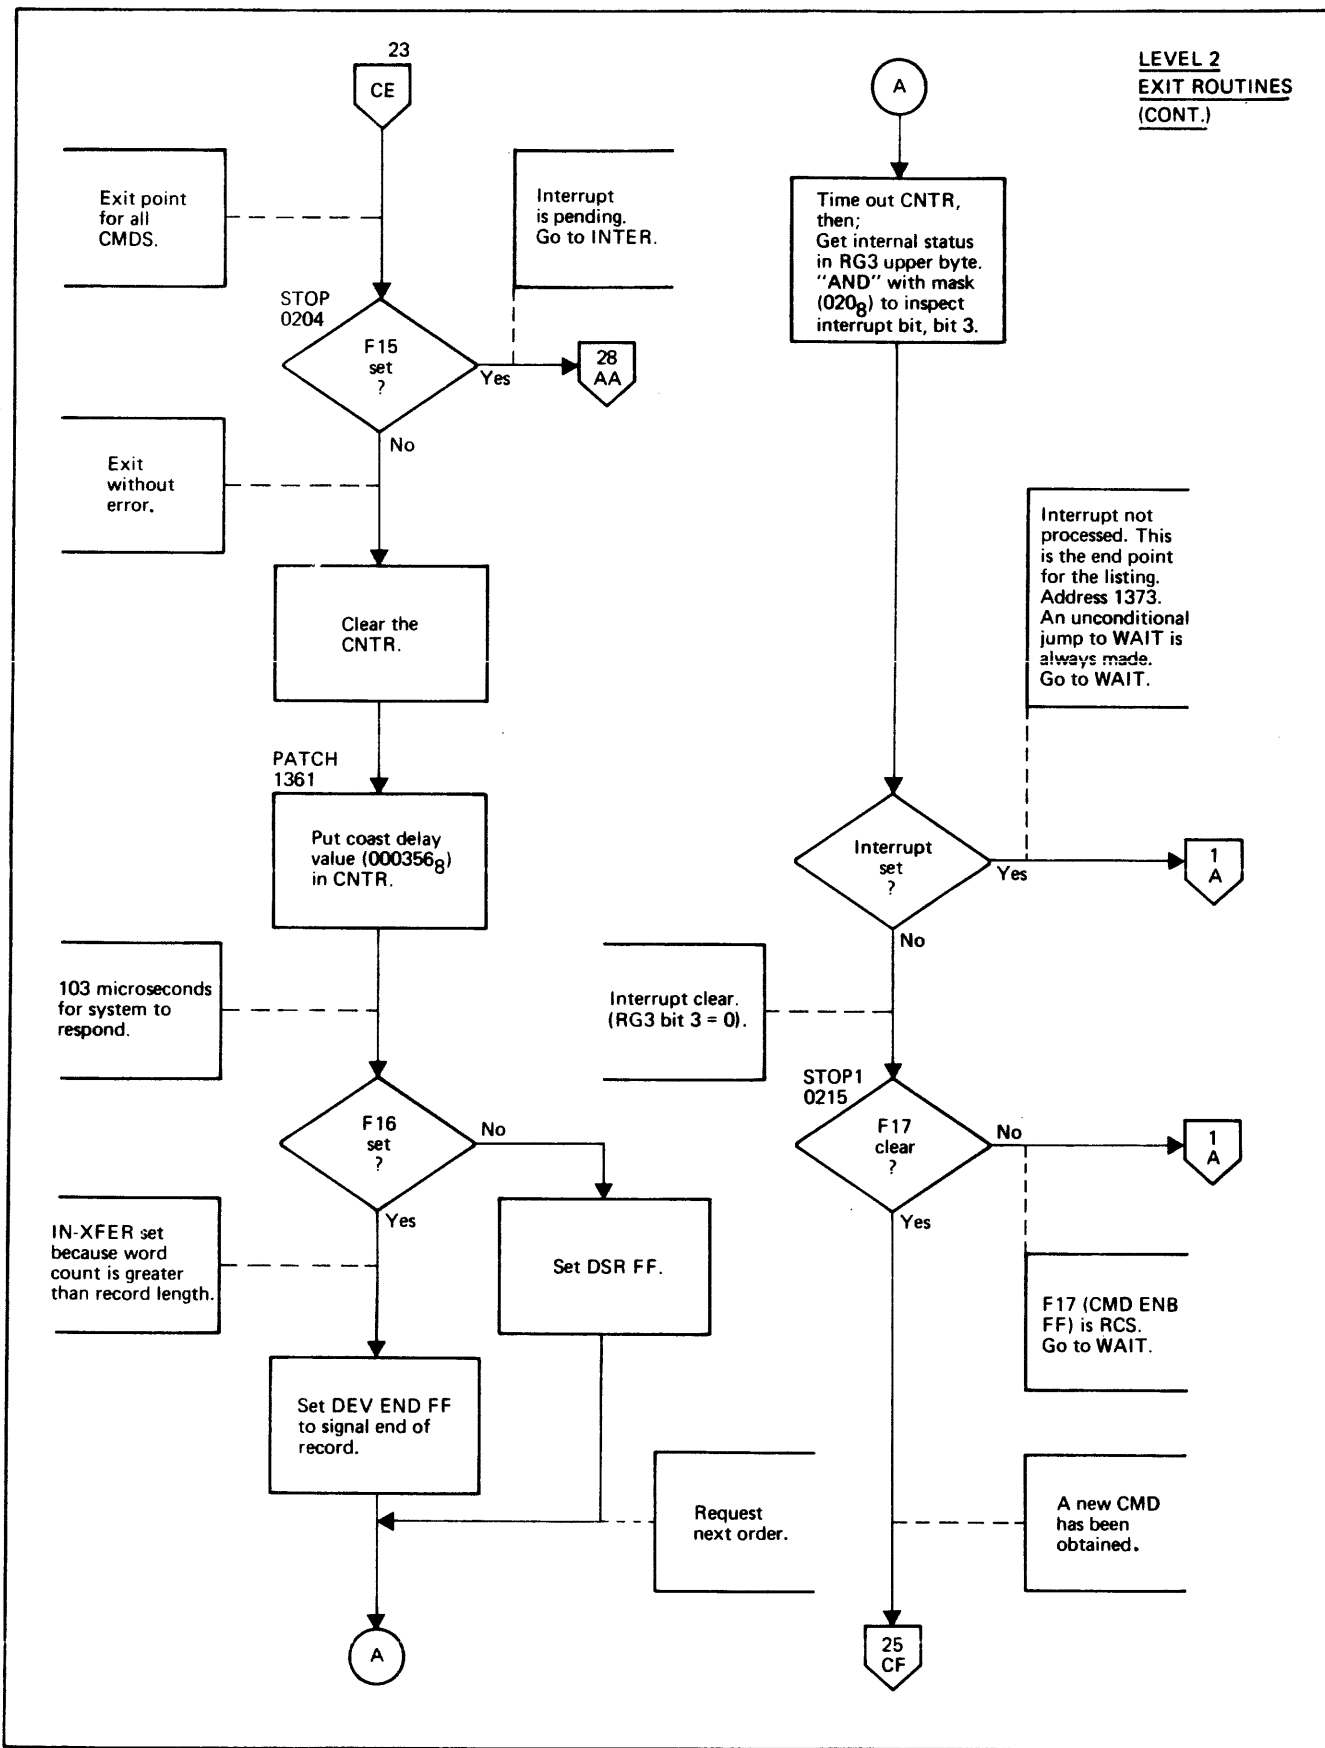 LEVEL 2
EXIT ROUTINES
(CONT.)
23
CE
Exit point
for all
CMDS.
Interrupt
is pending.
Go to INTER.
STOP
0204
F15
set
?
Yes
28
AA
No
Exit
without
error.
Clear the
CNTR.
PATCH
1361
Put coast delay
value (000356₈)
in CNTR.
103 microseconds
for system to
respond.
F16
set
?
No
Yes
IN-XFER set
because word
count is greater
than record length.
Set DSR FF.
Set DEV END FF
to signal end of
record.
Request
next order.
A
A
Time out CNTR,
then;
Get internal status
in RG3 upper byte.
"AND" with mask
(020₈) to inspect
interrupt bit, bit 3.
Interrupt not
processed. This
is the end point
for the listing.
Address 1373.
An unconditional
jump to WAIT is
always made.
Go to WAIT.
Interrupt
set
?
Yes
1
A
No
Interrupt clear.
(RG3 bit 3 = 0).
STOP1
0215
F17
clear
?
No
1
A
Yes
F17 (CMD ENB
FF) is RCS.
Go to WAIT.
A new CMD
has been
obtained.
25
CF